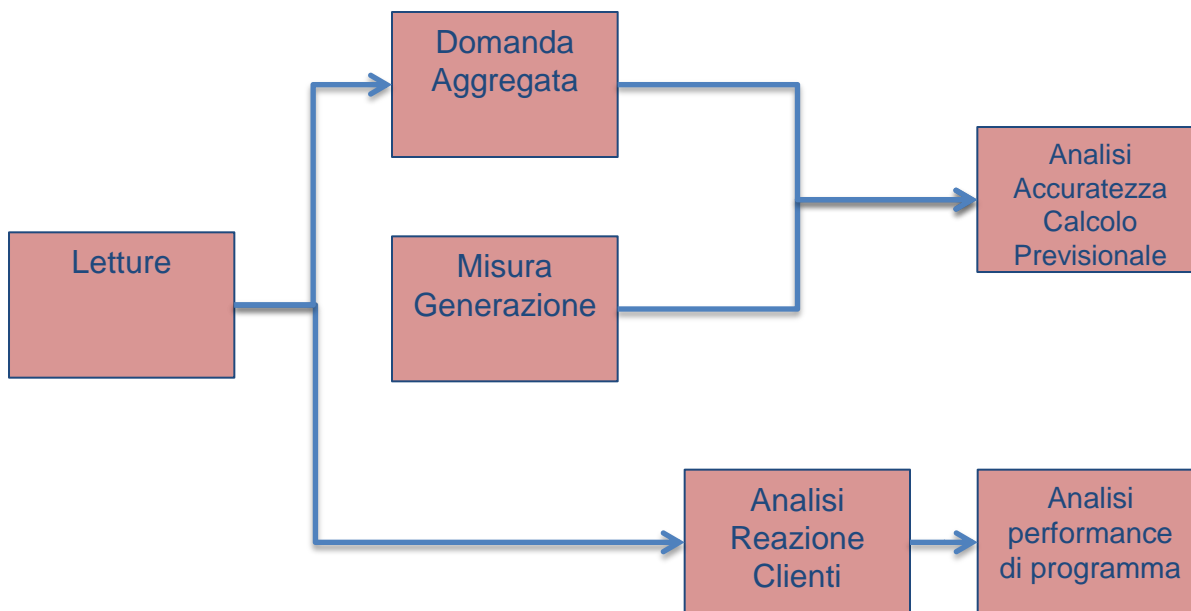 Domanda
Aggregata
Analisi
Accuratezza
Calcolo
Previsionale
Letture
Misura
Generazione
Analisi
Reazione
Clienti
Analisi
performance
di programma